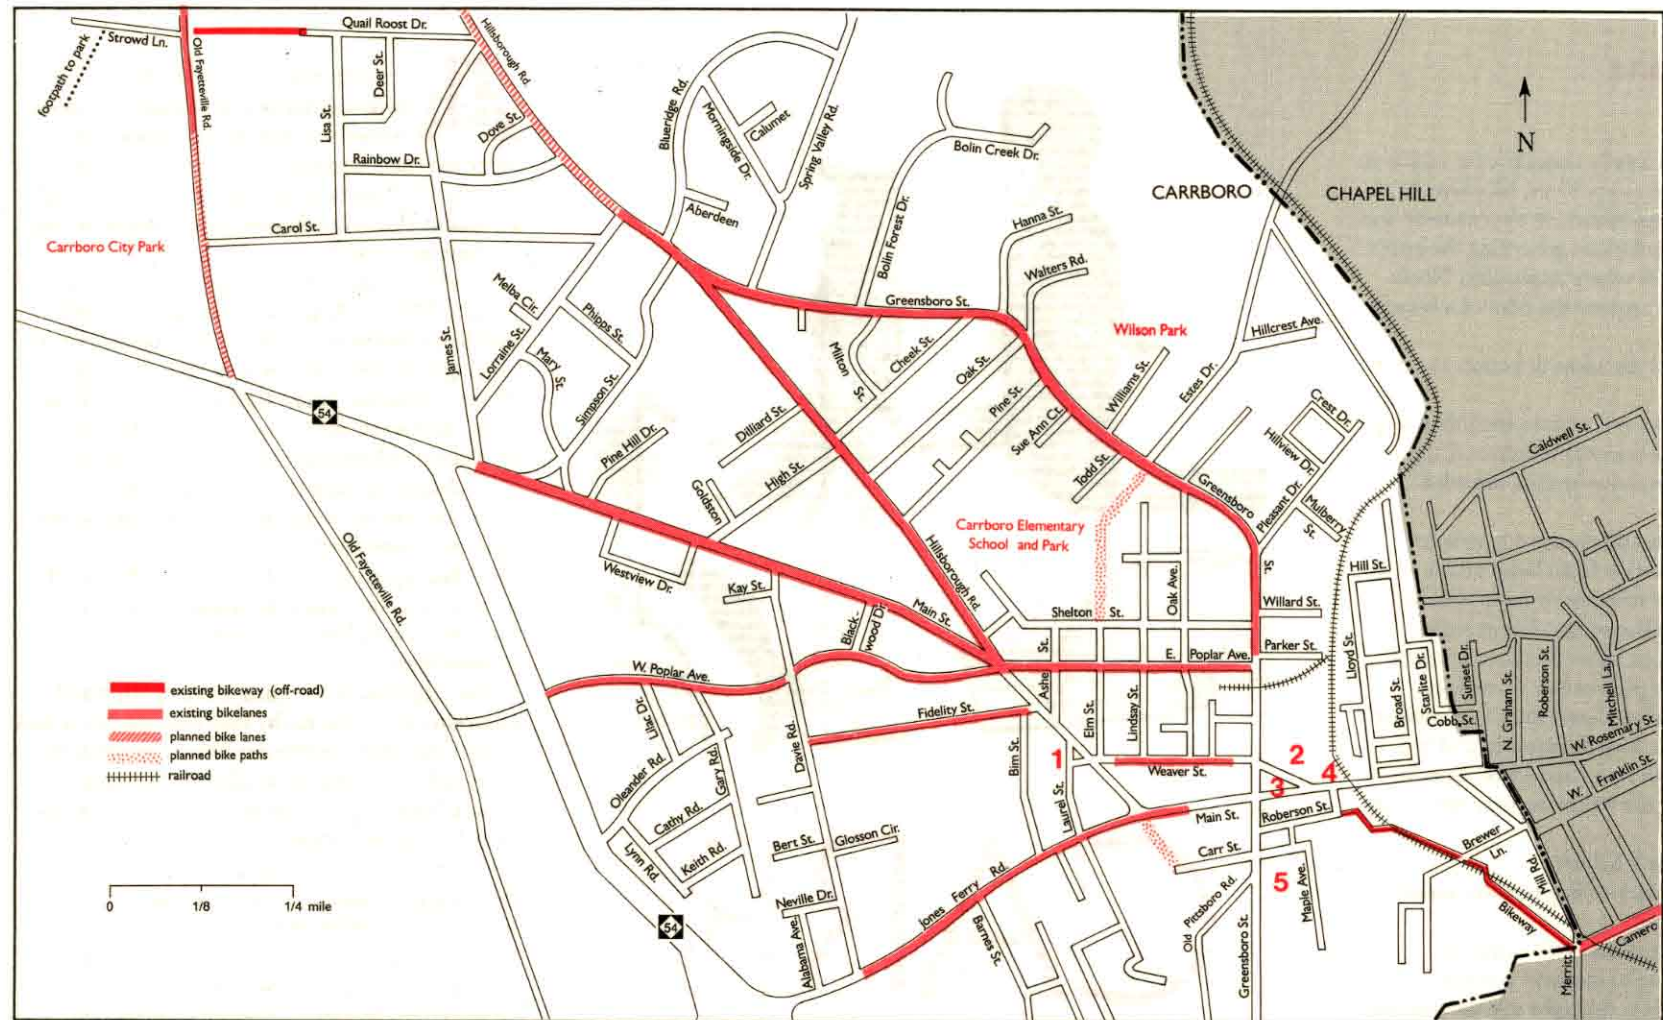 Quail Roost Dr.
Strowd Ln.
footpath to park
Old Fayetteville Rd.
Hillsborough Rd.
Deer St.
Lisa St.
Dove St.
Rainbow Dr.
Blueridge Rd.
Morningside Dr.
Calumet
Spring Valley Rd.
Bolin Creek Dr.
N
CARRBORO
CHAPEL HILL
Aberdeen
Carol St.
Carrboro City Park
Bolin Forest Dr.
Hanna St.
Walters Rd.
Melba Cir.
Phipps St.
Greensboro St.
Wilson Park
Hillcrest Ave.
James St.
Lorraine St.
Mary St.
Simpson St.
Milton St.
Cheek St.
Oak St.
Pine St.
Sue Ann Ct.
Williams St.
Estes Dr.
54
Dilliard St.
Pine Hill Dr.
High St.
Goldston
Todd St.
Crest Dr.
Hillview Dr.
Caldwell St.
Greensboro
St.
Pleasant Dr.
Mulberry
St.
Carrboro Elementary
School and Park
Old Fayetteville Rd.
Westview Dr.
Kay St.
Hillsborough Rd.
Main St.
Black-
wood Dr.
Shelton St.
Oak Ave.
Hill St.
Willard St.
Parker St.
Lloyd St.
Broad St.
Starlite Dr.
Sunset Dr.
Cobb St.
N. Graham St.
Roberson St.
Mitchell La.
W. Rosemary St.
W. Franklin St.
W. Poplar Ave.
E. Poplar Ave.
Ashe St.
Elm St.
Lindsay St.
Fidelity St.
Lilac Dr.
Davie Rd.
Bim St.
existing bikeway (off-road)
existing bikelanes
planned bike lanes
planned bike paths
railroad
Oleander Rd.
Gary Rd.
Cathy Rd.
Keith Rd.
Lynn Rd.
Bert St.
Glosson Cir.
Neville Dr.
Alabama Ave.
Laurel St.
Weaver St.
1
2
3
4
5
Main St.
Roberson St.
Carr St.
Brewer
Ln.
Mill Rd.
Jones Ferry Rd.
Barnes St.
Old Pittsboro Rd.
Greensboro St.
Maple Ave.
Bikeway
Merritt
Camero
0
1/8
1/4 mile
54